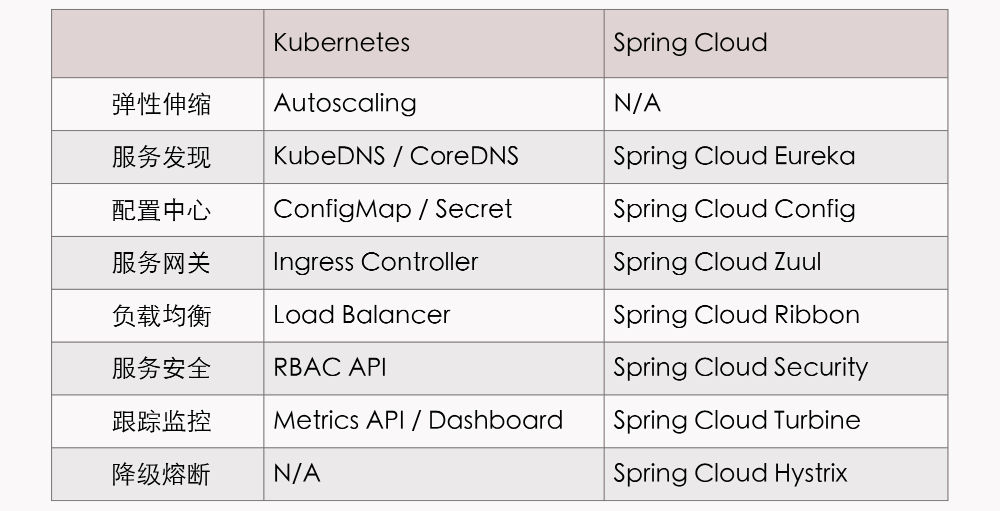 Kubernetes Spring Cloud
弹性伸缩 Autoscaling N/A
服务发现 KubeDNS / CoreDNS Spring Cloud Eureka
配置中心 ConfigMap / Secret Spring Cloud Config
服务网关 Ingress Controller Spring Cloud Zuul
负载均衡 Load Balancer Spring Cloud Ribbon
服务安全 RBAC API Spring Cloud Security
跟踪监控 Metrics API / Dashboard Spring Cloud Turbine
降级熔断 N/A Spring Cloud Hystrix